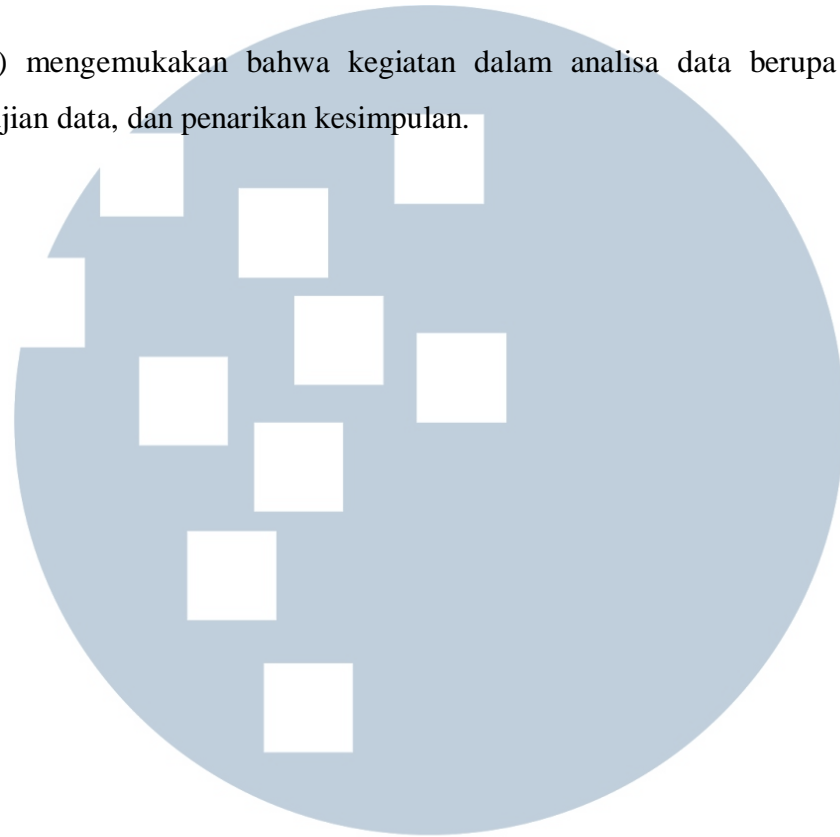 ) mengemukakan bahwa kegiatan dalam analisa data berupa
jian data, dan penarikan kesimpulan.